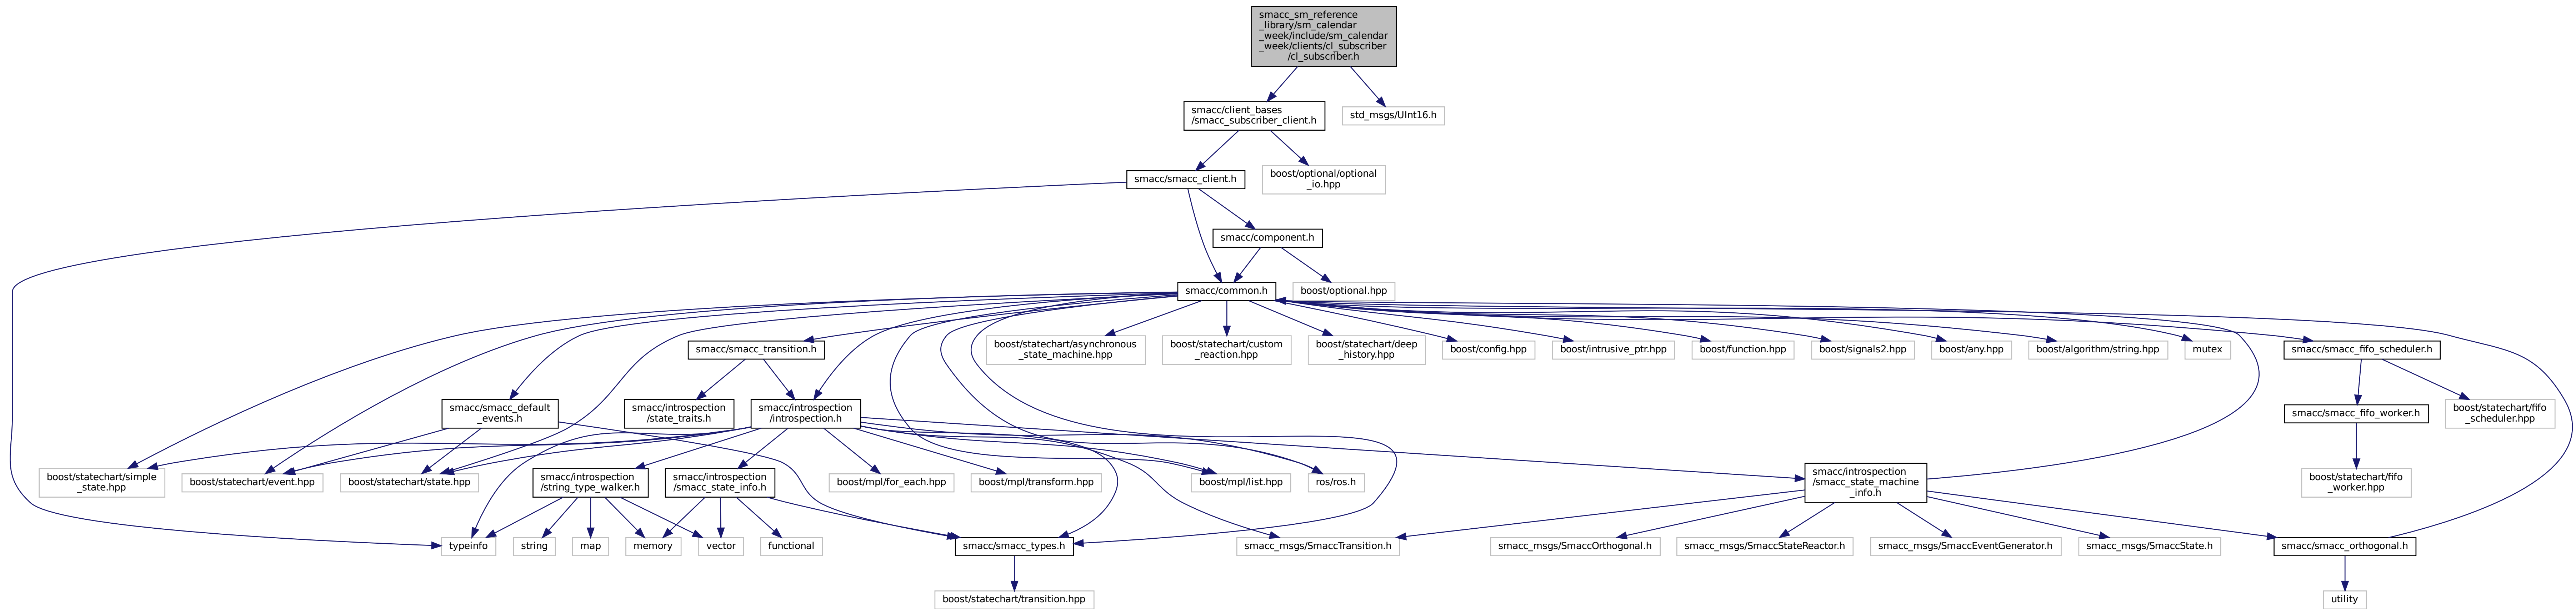 smacc_sm_reference
_library/sm_calendar
_week/include/sm_calendar
_week/clients/cl_subscriber
/cl_subscriber.h
smacc/client_bases
/smacc_subscriber_client.h
std_msgs/UInt16.h
smacc/smacc_client.h
boost/optional/optional
_io.hpp
smacc/component.h
smacc/common.h
boost/optional.hpp
smacc/smacc_transition.h
boost/statechart/asynchronous
_state_machine.hpp
boost/statechart/custom
_reaction.hpp
boost/statechart/deep
_history.hpp
boost/config.hpp
boost/intrusive_ptr.hpp
boost/function.hpp
boost/signals2.hpp
boost/any.hpp
boost/algorithm/string.hpp
mutex
smacc/smacc_fifo_scheduler.h
smacc/smacc_default
_events.h
smacc/introspection
/state_traits.h
smacc/introspection
/introspection.h
smacc/smacc_fifo_worker.h
boost/statechart/fifo
_scheduler.hpp
boost/statechart/simple
_state.hpp
boost/statechart/event.hpp
boost/statechart/state.hpp
smacc/introspection
/string_type_walker.h
smacc/introspection
/smacc_state_info.h
boost/mpl/for_each.hpp
boost/mpl/transform.hpp
boost/mpl/list.hpp
ros/ros.h
smacc/introspection
/smacc_state_machine
_info.h
boost/statechart/fifo
_worker.hpp
typeinfo
string
map
memory
vector
functional
smacc/smacc_types.h
smacc_msgs/SmaccTransition.h
smacc_msgs/SmaccOrthogonal.h
smacc_msgs/SmaccStateReactor.h
smacc_msgs/SmaccEventGenerator.h
smacc_msgs/SmaccState.h
smacc/smacc_orthogonal.h
boost/statechart/transition.hpp
utility